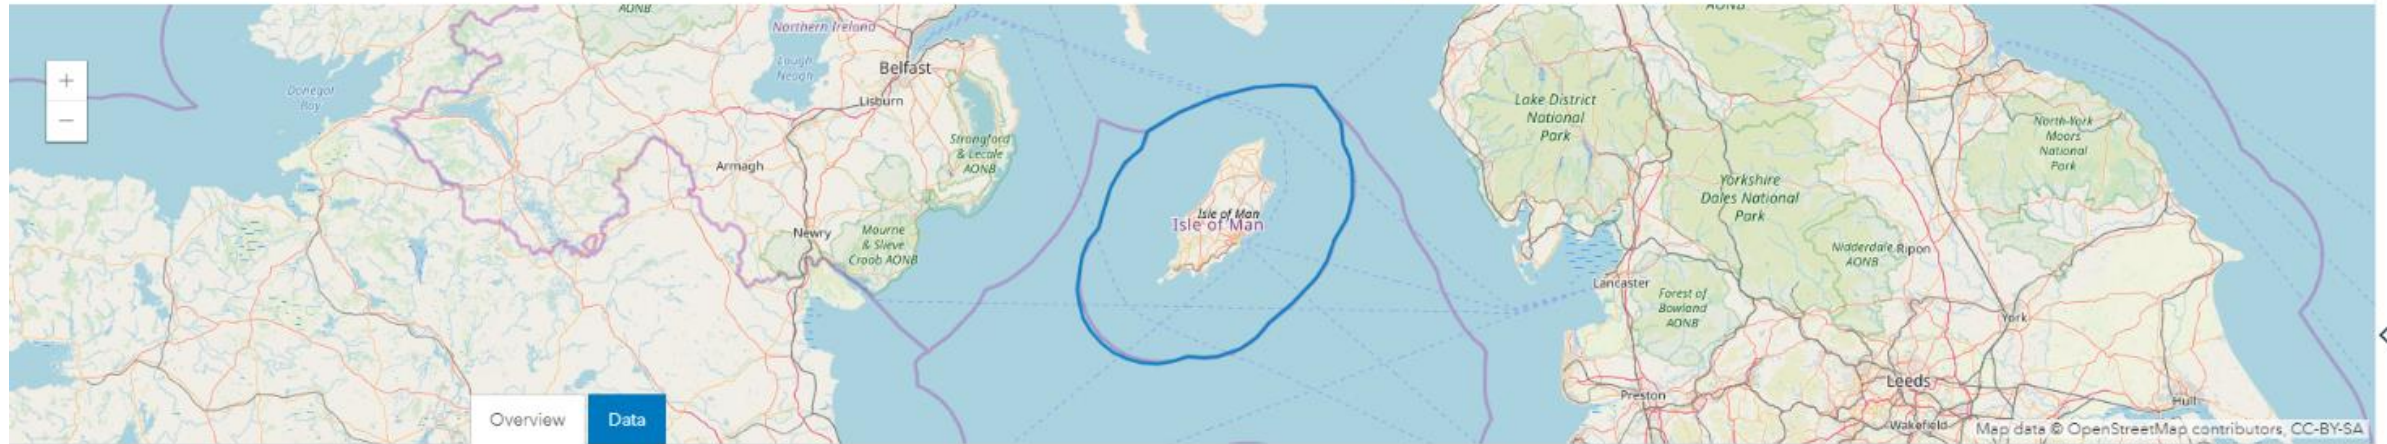 AONB
Northern Ireland
AONB
+
Lough
Neagh
Belfast
Donegal
Bay
−
Lisburn
Lake District
National
Park
North York
Moors
National
Park
Strangford
& Lecale
AONB
Armagh
Yorkshire
Dales National
Park
Isle of Man
Isle of Man
Newry
Mourne
& Slieve
Croob AONB
Nidderdale
AONB
Ripon
Lancaster
Forest of
Bowland
AONB
York
Leeds
Preston
Hull
Overview
Data
Wakefield
Map data © OpenStreetMap contributors, CC-BY-SA